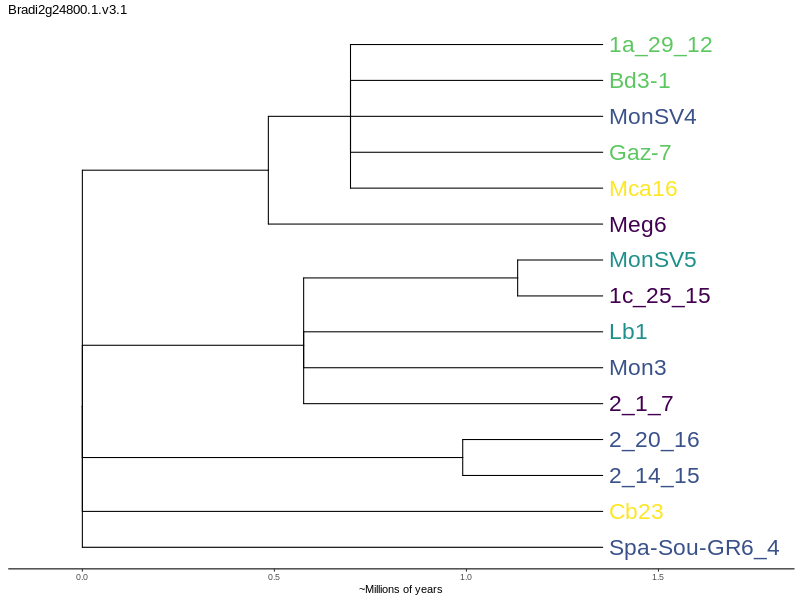 Bradi2g24800.1.v3.1
1a_29_12
Bd3-1
MonSV4
Gaz-7
Mca16
Meg6
MonSV5
1c_25_15
Lb1
Mon3
2_1_7
2_20_16
2_14_15
Cb23
Spa-Sou-GR6_4
0.0 0.5 1.0 1.5
~Millions of years